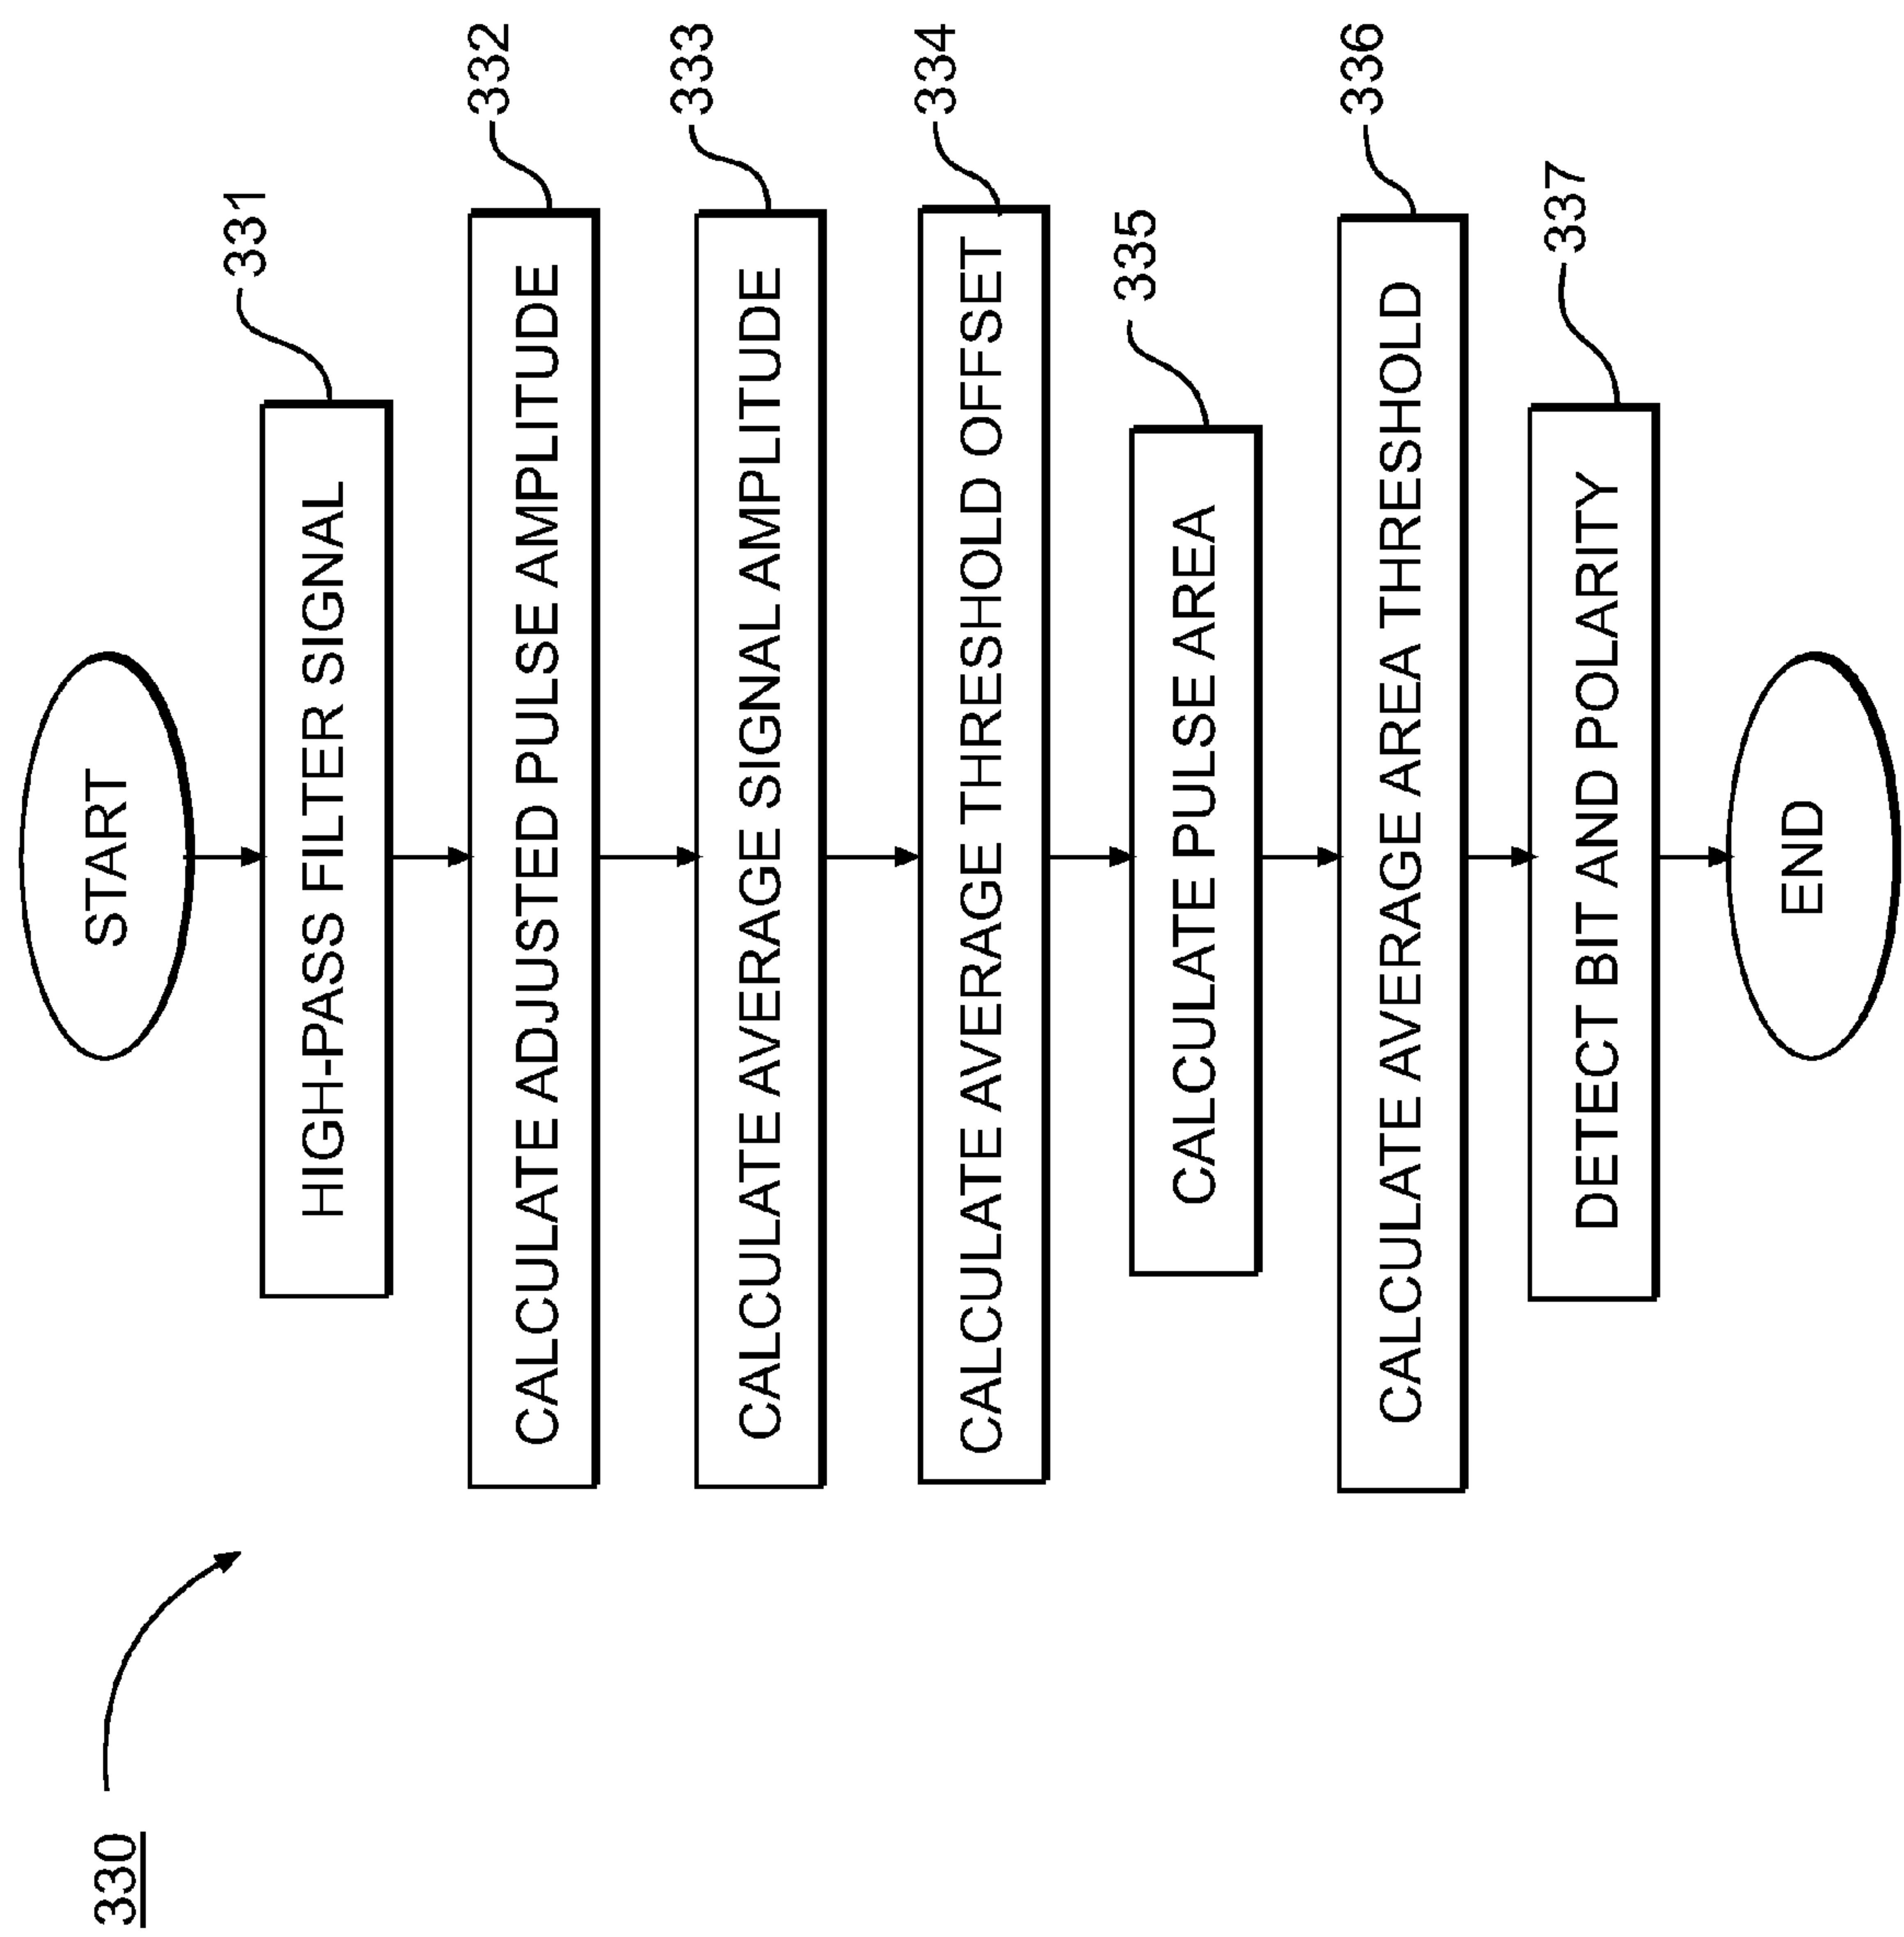 330
START
HIGH-PASS FILTER SIGNAL
331
CALCULATE ADJUSTED PULSE AMPLITUDE
332
CALCULATE AVERAGE SIGNAL AMPLITUDE
333
CALCULATE AVERAGE THRESHOLD OFFSET
334
CALCULATE PULSE AREA
335
CALCULATE AVERAGE AREA THRESHOLD
336
DETECT BIT AND POLARITY
337
END